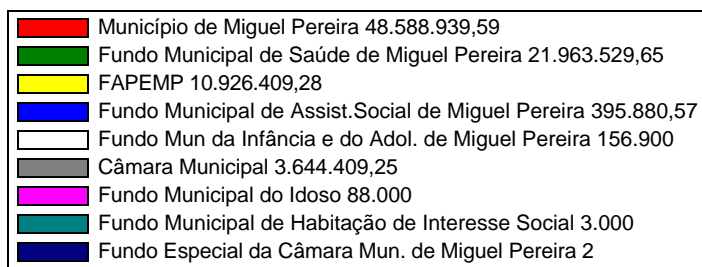 Município de Miguel Pereira 48.588.939,59
Fundo Municipal de Saúde de Miguel Pereira 21.963.529,65
FAPEMP 10.926.409,28
Fundo Municipal de Assist.Social de Miguel Pereira 395.880,57
Fundo Mun da Infância e do Adol. de Miguel Pereira 156.900
Câmara Municipal 3.644.409,25
Fundo Municipal do Idoso 88.000
Fundo Municipal de Habitação de Interesse Social 3.000
Fundo Especial da Câmara Mun. de Miguel Pereira 2